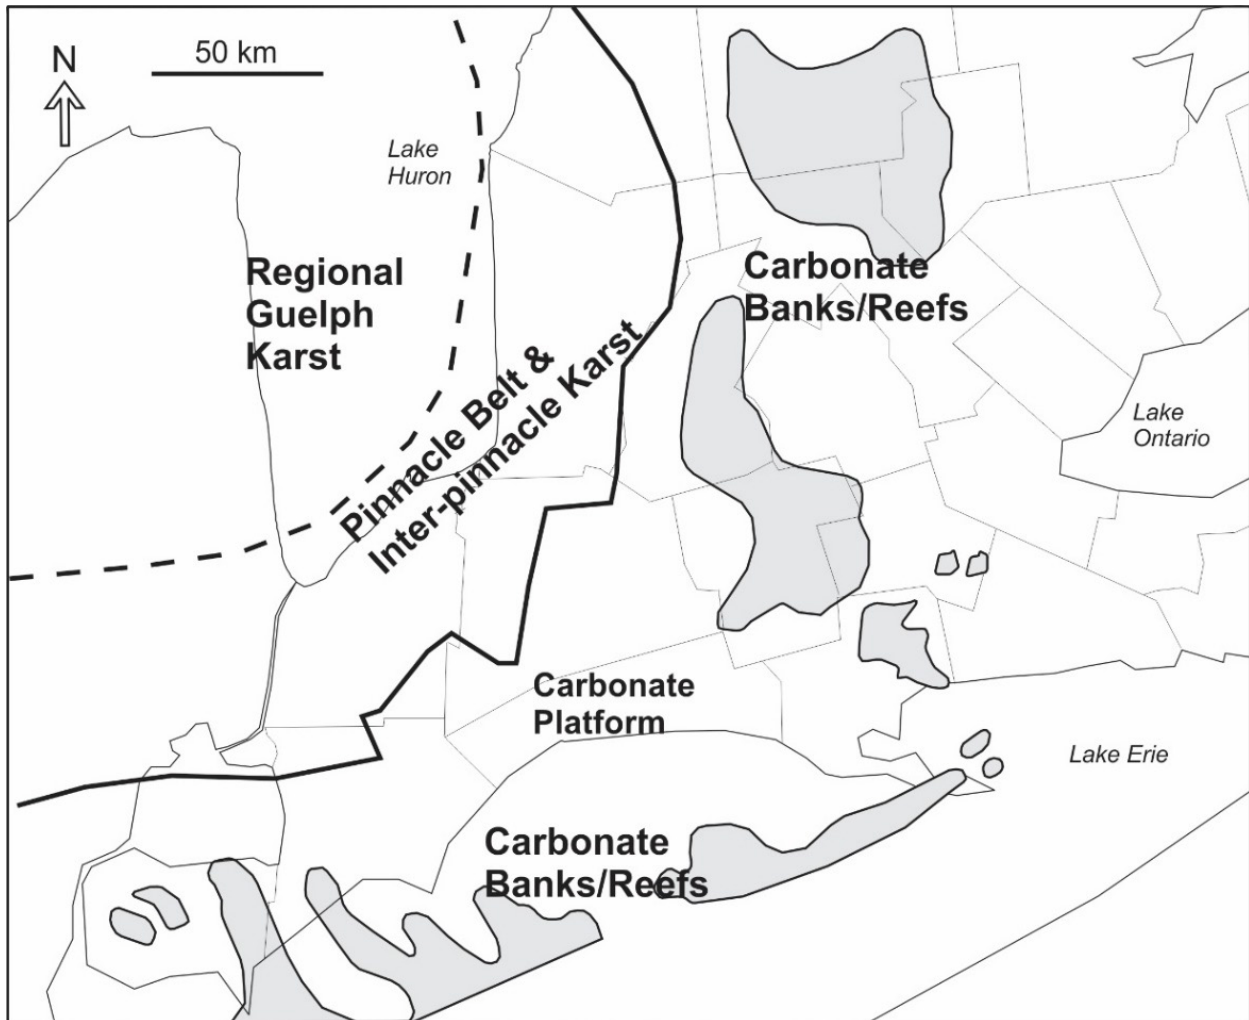 50 km
N
Lake
Huron
Regional
Guelph
Karst
Carbonate
Banks/Reefs
Pinnacle Belt &
Inter-pinnacle Karst
Lake
Ontario
Carbonate
Platform
Lake Erie
Carbonate
Banks/Reefs